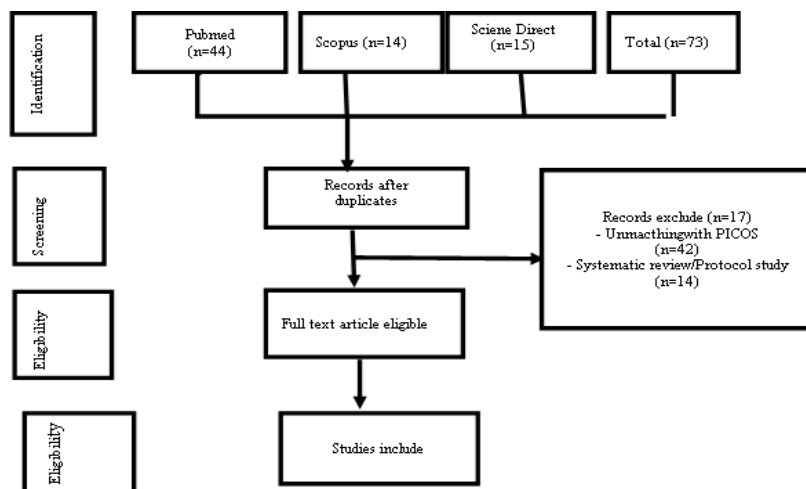 Identification
Pubmed
(n=44)
Scopus (n=14)
Sciene Direct
(n=15)
Total (n=73)
Screening
Records after
duplicates
Records exclude (n=17)
- Unmacthingwith PICOS
(n=42)
- Systematic review/Protocol study
(n=14)
Eligibility
Full text article eligible
Eligibility
Studies include